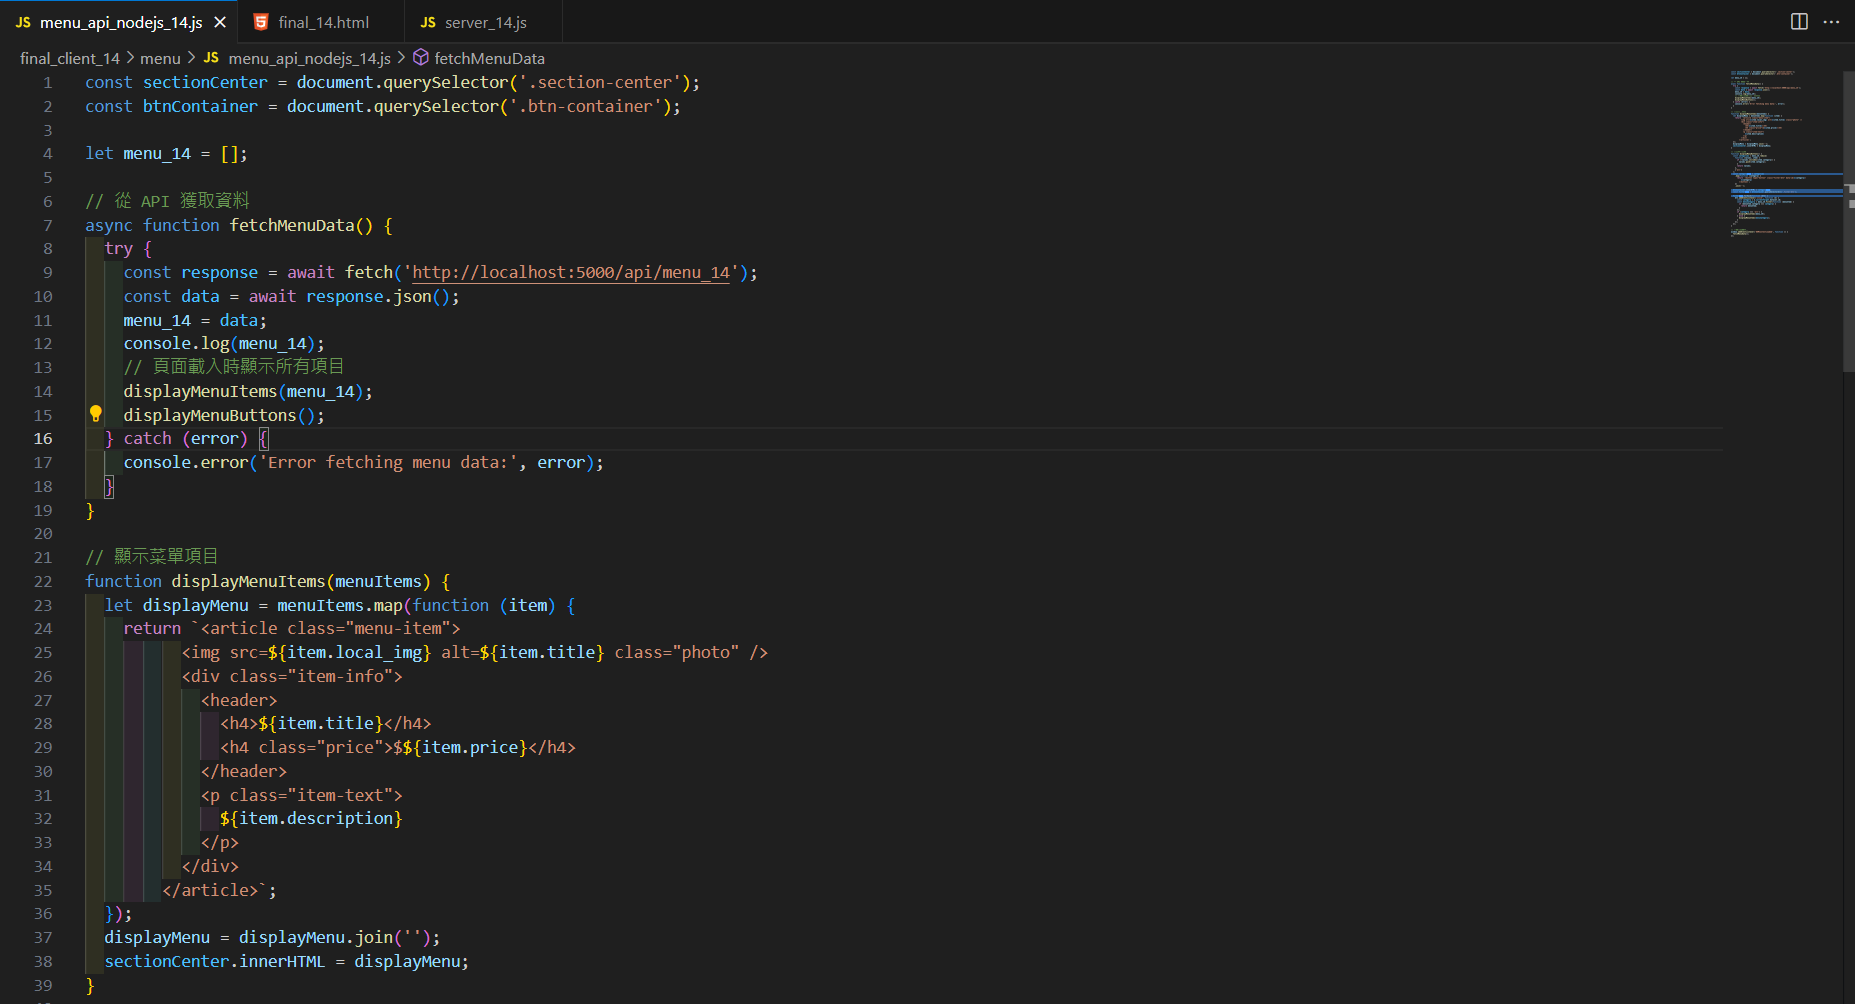 JS menu_api_nodejs_14.js final_14.html JS server_14.js
final_client_14 > menu > JS menu_api_nodejs_14.js > fetchMenuData
1 const sectionCenter = document.querySelector('.section-center');
2 const btnContainer = document.querySelector('.btn-container');
3
4 let menu_14 = [];
5
6 // 從 API 獲取資料
7 async function fetchMenuData() {
8 try {
9 const response = await fetch('http://localhost:5000/api/menu_14');
10 const data = await response.json();
11 menu_14 = data;
12 console.log(menu_14);
13 // 頁面載入時顯示所有項目
14 displayMenuItems(menu_14);
15 displayMenuButtons();
16 } catch (error) {
17 console.error('Error fetching menu data:', error);
18 }
19 }
20
21 // 顯示菜單項目
22 function displayMenuItems(menuItems) {
23 let displayMenu = menuItems.map(function (item) {
24 return `<article class="menu-item">
25 <img src=${item.local_img} alt=${item.title} class="photo" />
26 <div class="item-info">
27 <header>
28 <h4>${item.title}</h4>
29 <h4 class="price">$${item.price}</h4>
30 </header>
31 <p class="item-text">
32 ${item.description}
33 </p>
34 </div>
35 </article>`;
36 });
37 displayMenu = displayMenu.join('');
38 sectionCenter.innerHTML = displayMenu;
39 }